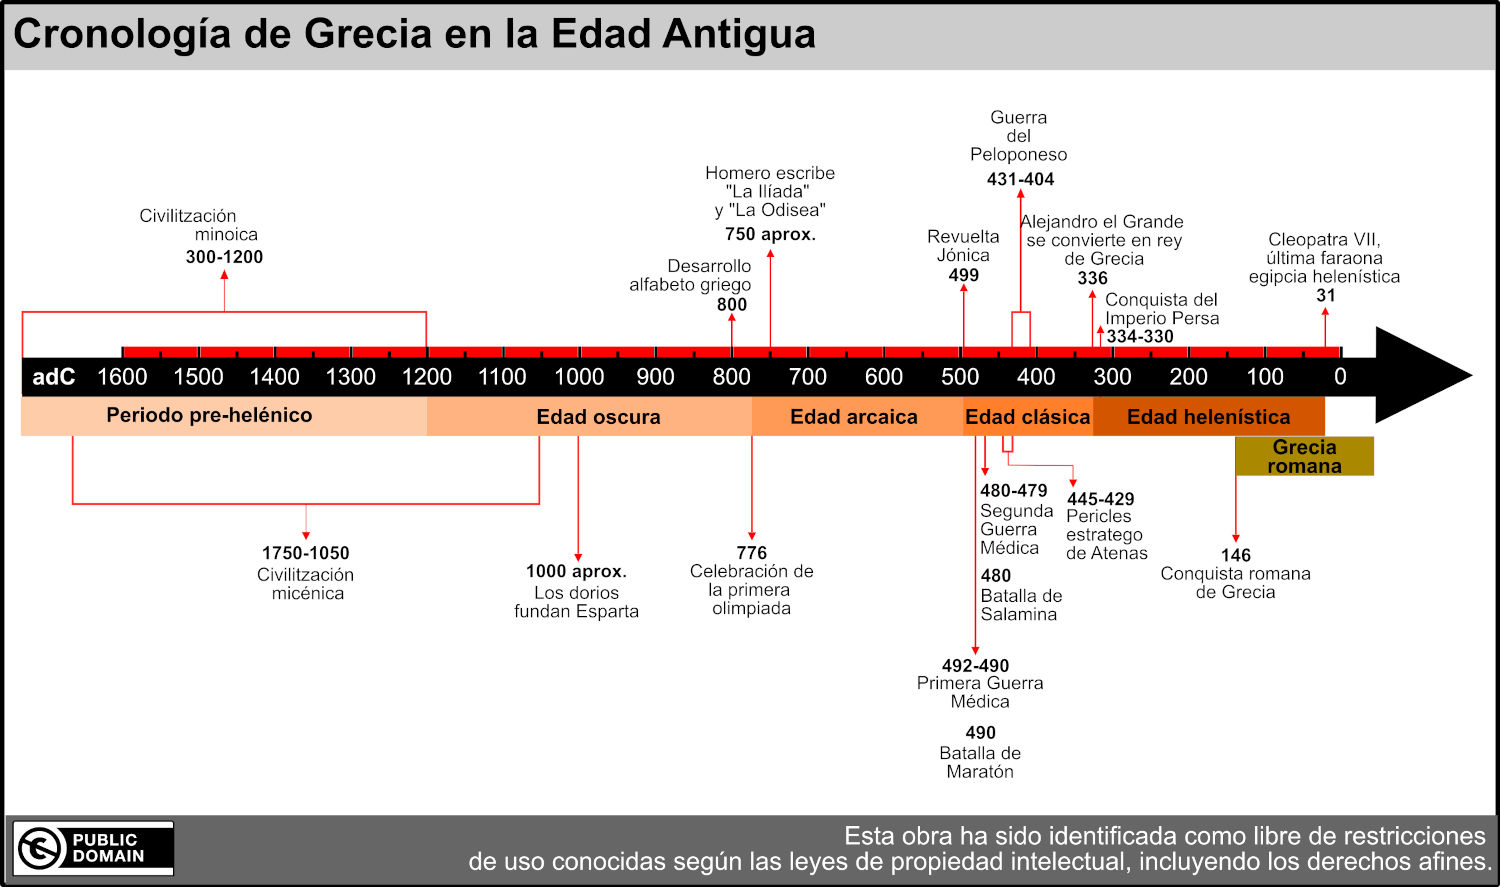 Cronología de Grecia en la Edad Antigua
Guerra
del
Peloponeso
431-404
Homero escribe
"La Ilíada"
y "La Odisea"
750 aprox.
Civilitzación
minoica
300-1200
Desarrollo
alfabeto griego
800
Revuelta
Jónica
499
Alejandro el Grande
se convierte en rey
de Grecia
336
Conquista del
Imperio Persa
334-330
Cleopatra VII,
última faraona
egipcia helenística
31
adC 1600 1500 1400 1300 1200 1100 1000 900 800 700 600 500 400 300 200 100 0
Periodo pre-helénico Edad oscura Edad arcaica Edad clásica Edad helenística
Grecia
romana
1750-1050
Civilitzación
micénica
1000 aprox.
Los dorios
fundan Esparta
776
Celebración de
la primera
olimpiada
480-479
Segunda
Guerra
Médica
480
Batalla de
Salamina
445-429
Pericles
estratego
de Atenas
146
Conquista romana
de Grecia
492-490
Primera Guerra
Médica
490
Batalla de
Maratón
PUBLIC
DOMAIN
Esta obra ha sido identificada como libre de restricciones
de uso conocidas según las leyes de propiedad intelectual, incluyendo los derechos afines.